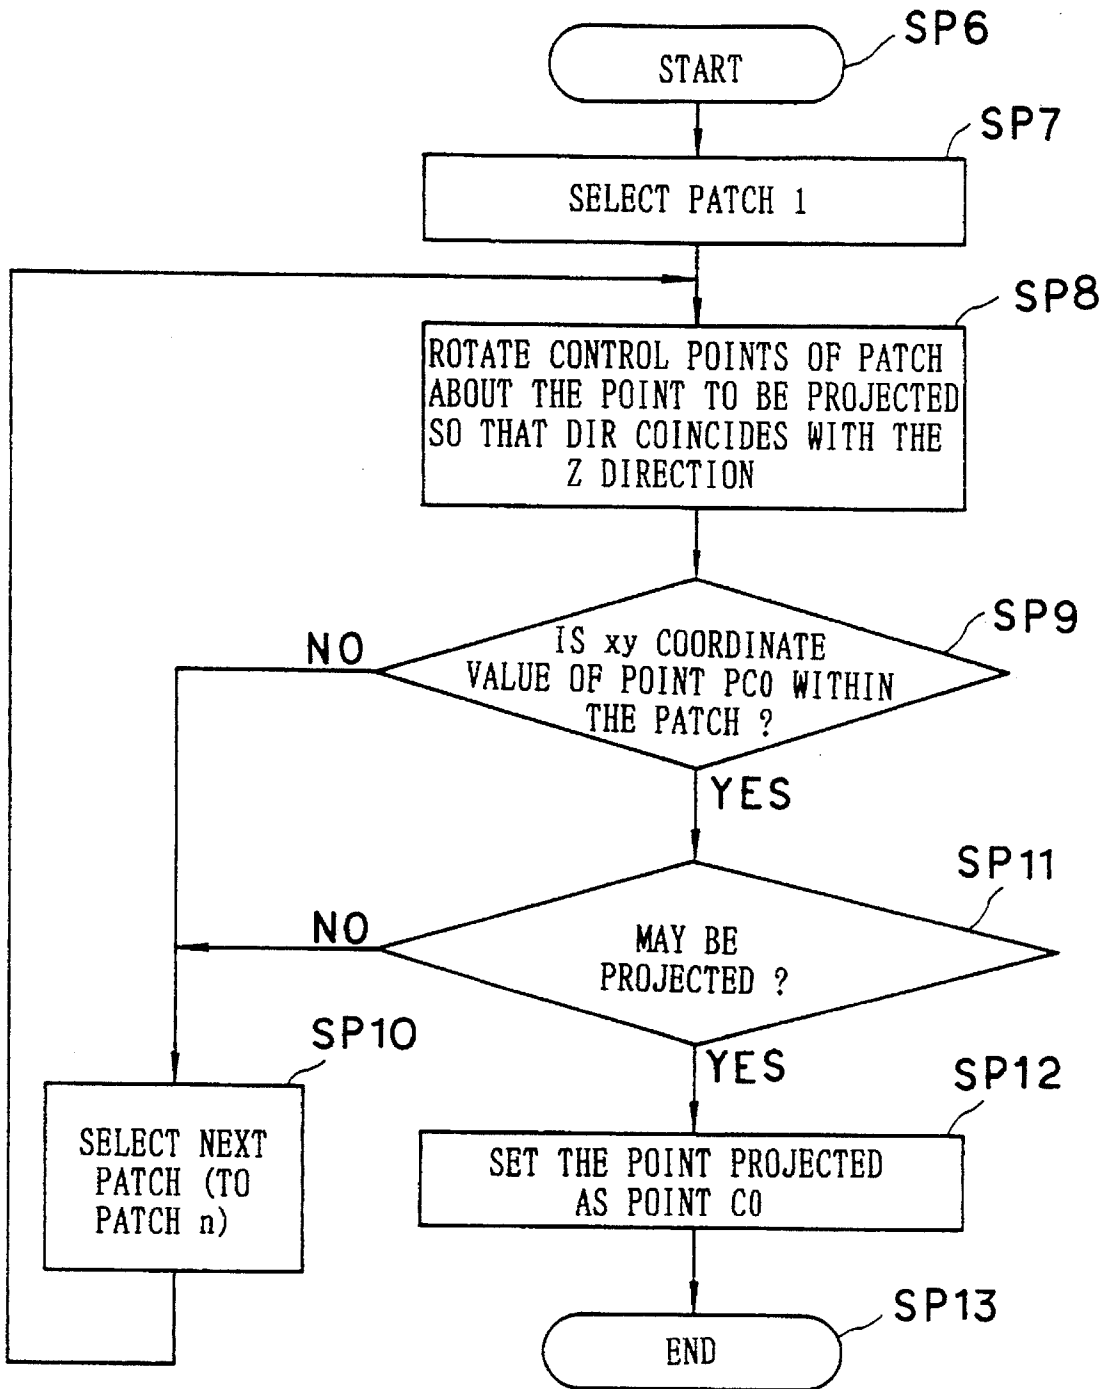 SP6
START
SP7
SELECT PATCH 1
SP8
ROTATE CONTROL POINTS OF PATCH
ABOUT THE POINT TO BE PROJECTED
SO THAT DIR COINCIDES WITH THE
Z DIRECTION
SP9
IS xy COORDINATE
VALUE OF POINT PC0 WITHIN
THE PATCH ?
NO
YES
SP11
MAY BE
PROJECTED ?
NO
YES
SP10
SELECT NEXT
PATCH (TO
PATCH n)
SP12
SET THE POINT PROJECTED
AS POINT C0
SP13
END